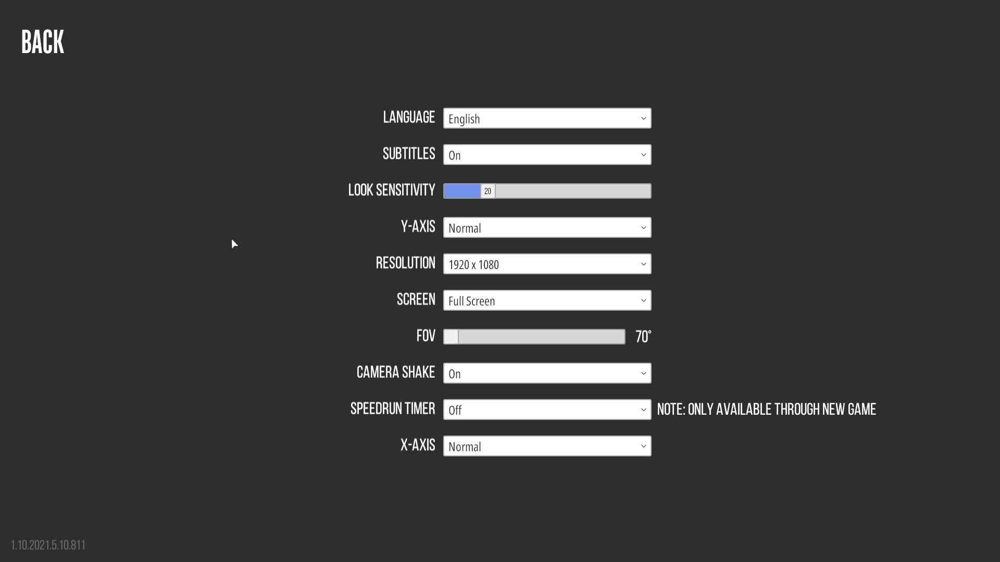 BACK
LANGUAGE English
SUBTITLES On
LOOK SENSITIVITY 20
Y-AXIS Normal
RESOLUTION 1920 x 1080
SCREEN Full Screen
FOV 70°
CAMERA SHAKE On
SPEEDRUN TIMER Off NOTE: ONLY AVAILABLE THROUGH NEW GAME
X-AXIS Normal
1.10.2021.5.10.811